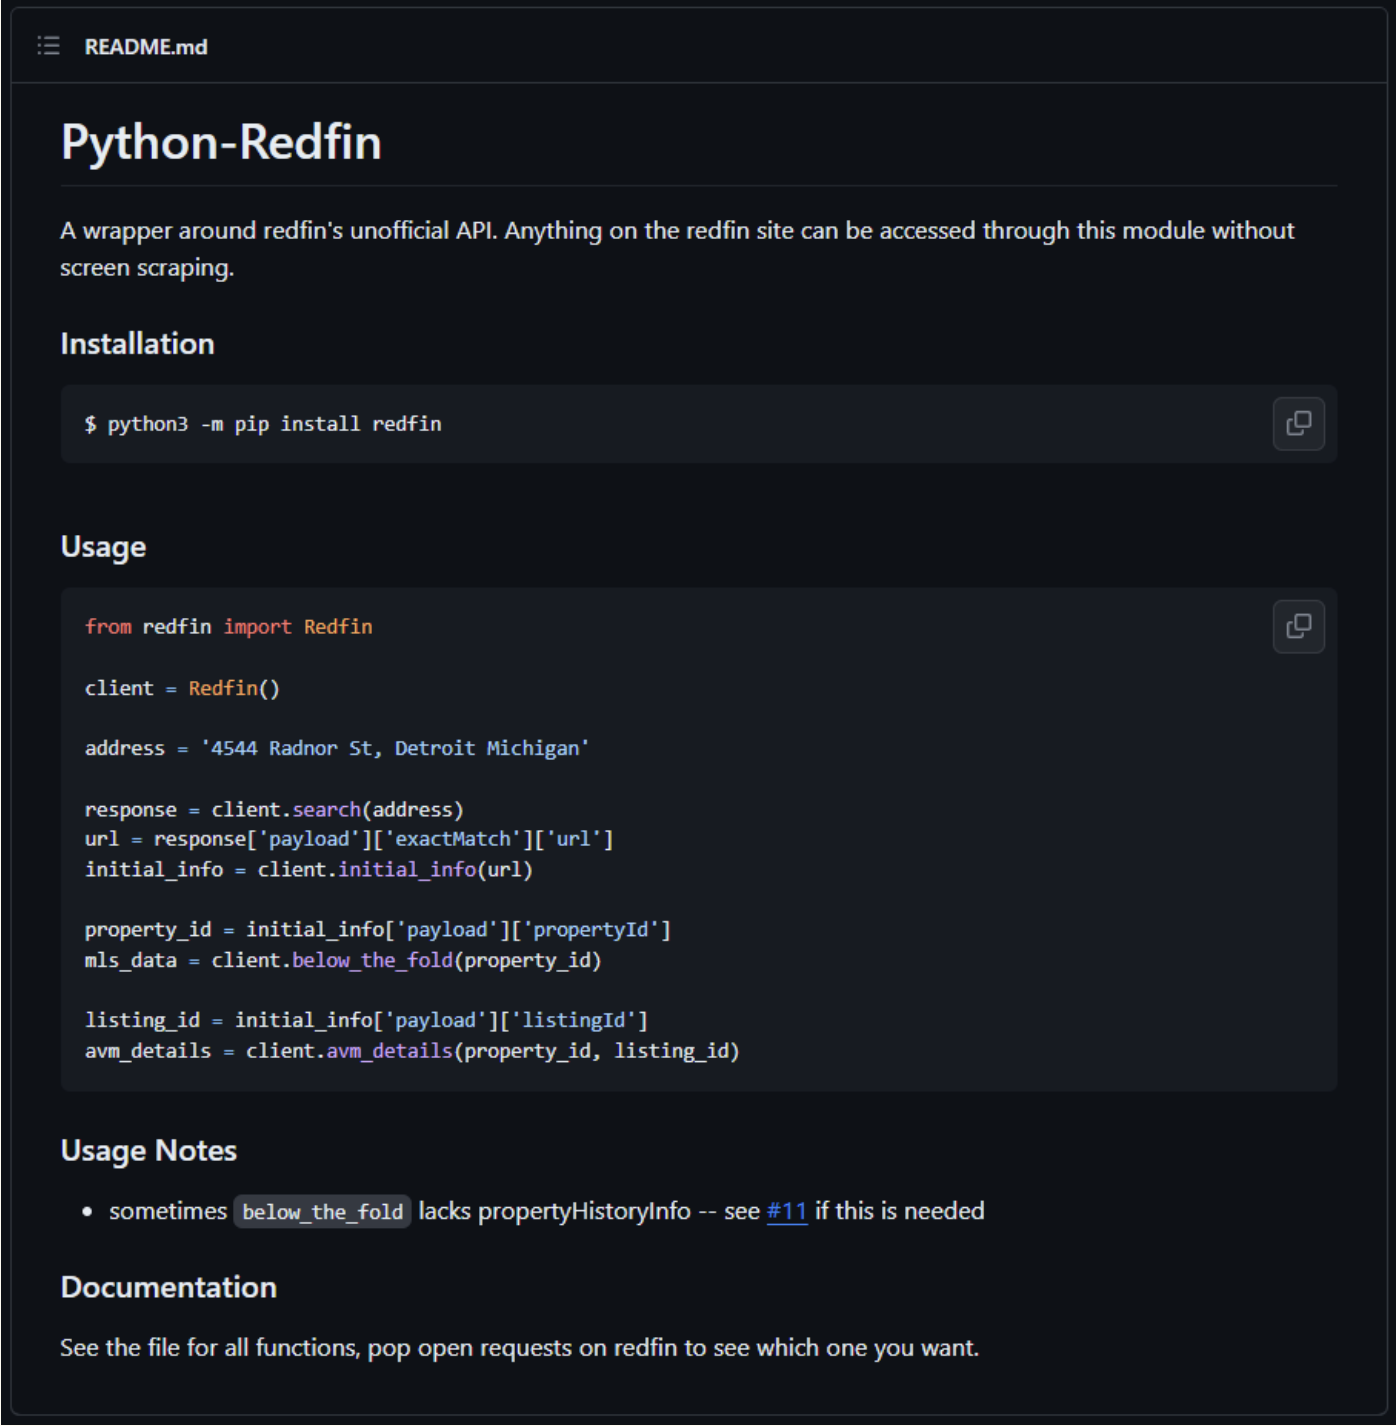 README.md
Python-Redfin
A wrapper around redfin's unofficial API. Anything on the redfin site can be accessed through this module without
screen scraping.
Installation
$ python3 -m pip install redfin
Usage
from redfin import Redfin
client = Redfin()
address = '4544 Radnor St, Detroit Michigan'
response = client.search(address)
url = response['payload']['exactMatch']['url']
initial_info = client.initial_info(url)
property_id = initial_info['payload']['propertyId']
mls_data = client.below_the_fold(property_id)
listing_id = initial_info['payload']['listingId']
avm_details = client.avm_details(property_id, listing_id)
Usage Notes
• sometimes below_the_fold lacks propertyHistoryInfo -- see #11 if this is needed
Documentation
See the file for all functions, pop open requests on redfin to see which one you want.